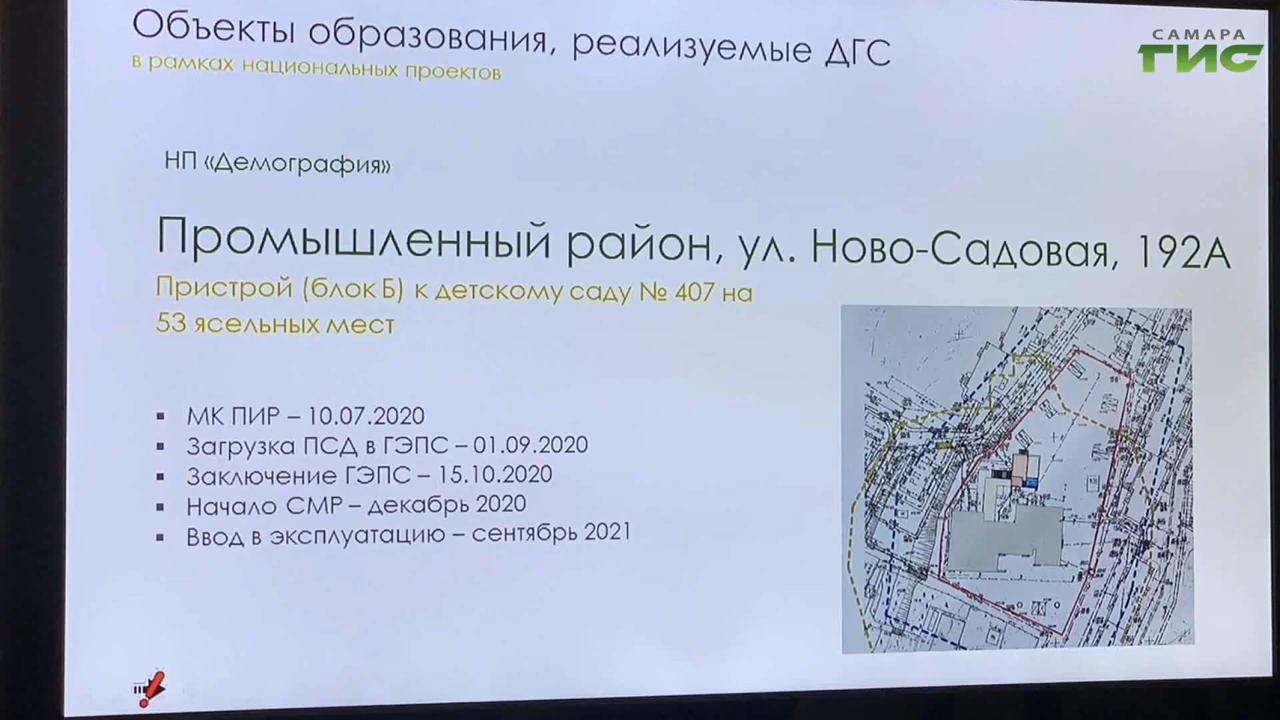 Объекты образования, реализуемые ДГС
в рамках национальных проектов
САМАРА
ГИС
НП «Демография»
Промышленный район, ул. Ново-Садовая, 192А
Пристрой (блок Б) к детскому саду № 407 на
53 ясельных мест
МК ПИР – 10.07.2020
Загрузка ПСД в ГЭПС – 01.09.2020
Заключение ГЭПС – 15.10.2020
Начало СМР – декабрь 2020
Ввод в эксплуатацию – сентябрь 2021